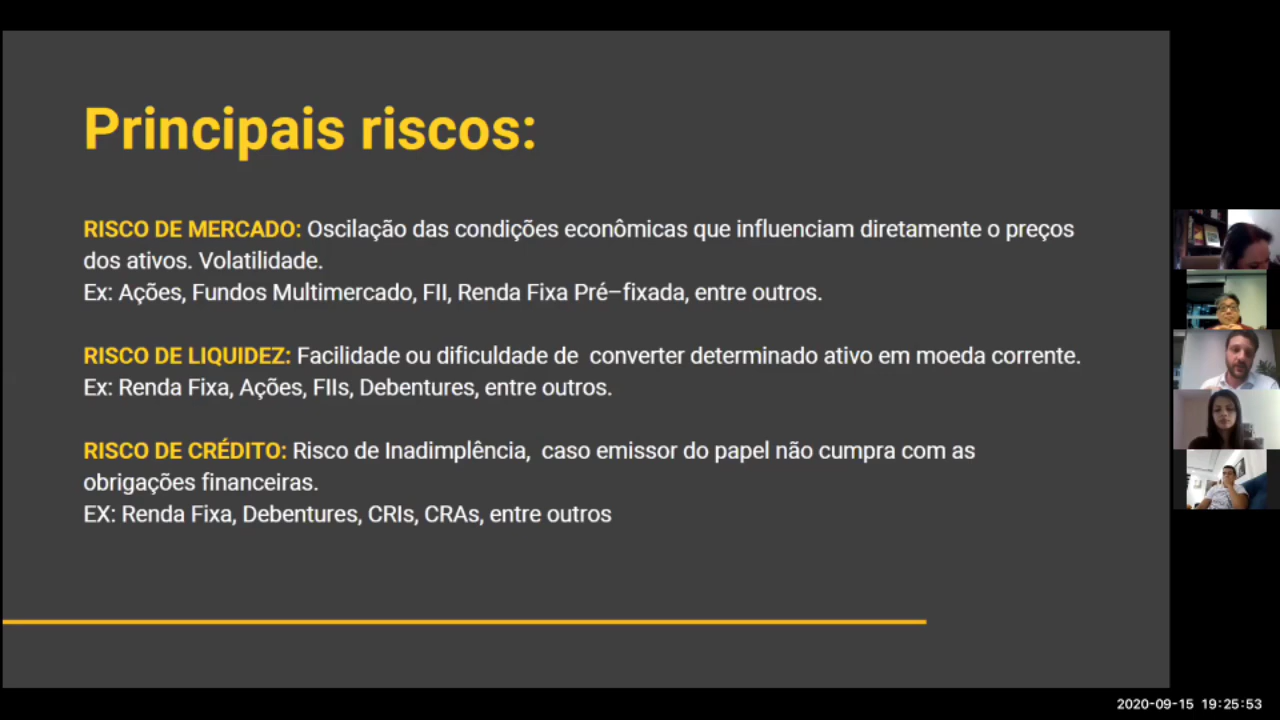 Principais riscos:
RISCO DE MERCADO: Oscilação das condições econômicas que influenciam diretamente o preços
dos ativos. Volatilidade.
Ex: Ações, Fundos Multimercado, FII, Renda Fixa Pré–fixada, entre outros.
RISCO DE LIQUIDEZ: Facilidade ou dificuldade de  converter determinado ativo em moeda corrente.
Ex: Renda Fixa, Ações, FIIs, Debentures, entre outros.
RISCO DE CRÉDITO: Risco de Inadimplência,  caso emissor do papel não cumpra com as
obrigações financeiras.
EX: Renda Fixa, Debentures, CRIs, CRAs, entre outros
2020-09-15 19:25:53